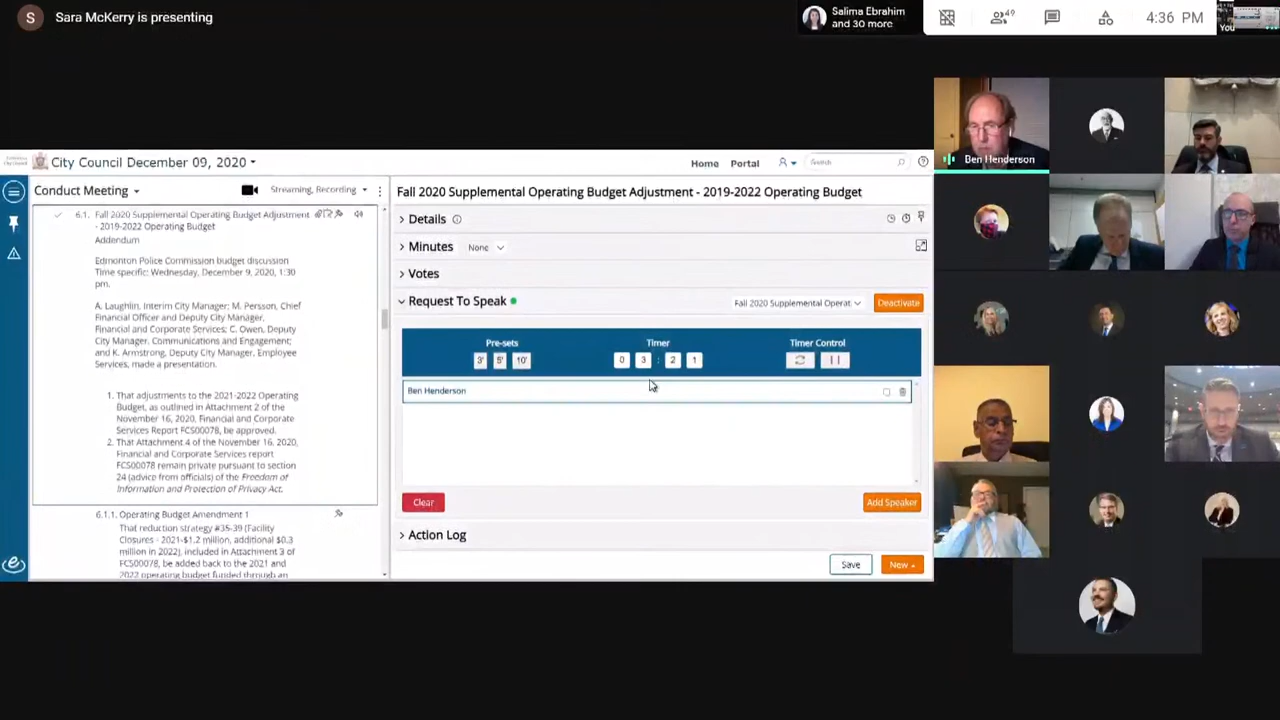 S Sara McKerry is presenting
Salima Ebrahim
and 30 more
49
4:36 PM
You
City Council December 09, 2020
Home Portal Search
Conduct Meeting
Streaming, Recording
6.1. Fall 2020 Supplemental Operating Budget Adjustment
- 2019-2022 Operating Budget
Addendum
Edmonton Police Commission budget discussion
Time specific: Wednesday, December 9, 2020, 1:30
pm.
A. Laughlin, Interim City Manager; M. Persson, Chief
Financial Officer and Deputy City Manager,
Financial and Corporate Services; C. Owen, Deputy
City Manager, Communications and Engagement;
and K. Armstrong, Deputy City Manager, Employee
Services, made a presentation.
1. That adjustments to the 2021-2022 Operating
Budget, as outlined in Attachment 2 of the
November 16, 2020, Financial and Corporate
Services Report FCS00078, be approved.
2. That Attachment 4 of the November 16, 2020,
Financial and Corporate Services report
FCS00078 remain private pursuant to section
24 (advice from officials) of the Freedom of
Information and Protection of Privacy Act.
6.1.1. Operating Budget Amendment 1
That reduction strategy #35-39 (Facility
Closures - 2021-$1.2 million, additional $0.3
million in 2022), included in Attachment 3 of
FCS00078, be added back to the 2021 and
2022 operating budget funded through an
Fall 2020 Supplemental Operating Budget Adjustment - 2019-2022 Operating Budget
Details
Minutes None
Votes
Request To Speak
Fall 2020 Supplemental Operat
Deactivate
Pre-sets Timer Timer Control
3' 5' 10' 0 3 : 2 1
Ben Henderson
Clear
Add Speaker
Action Log
Save New
Ben Henderson